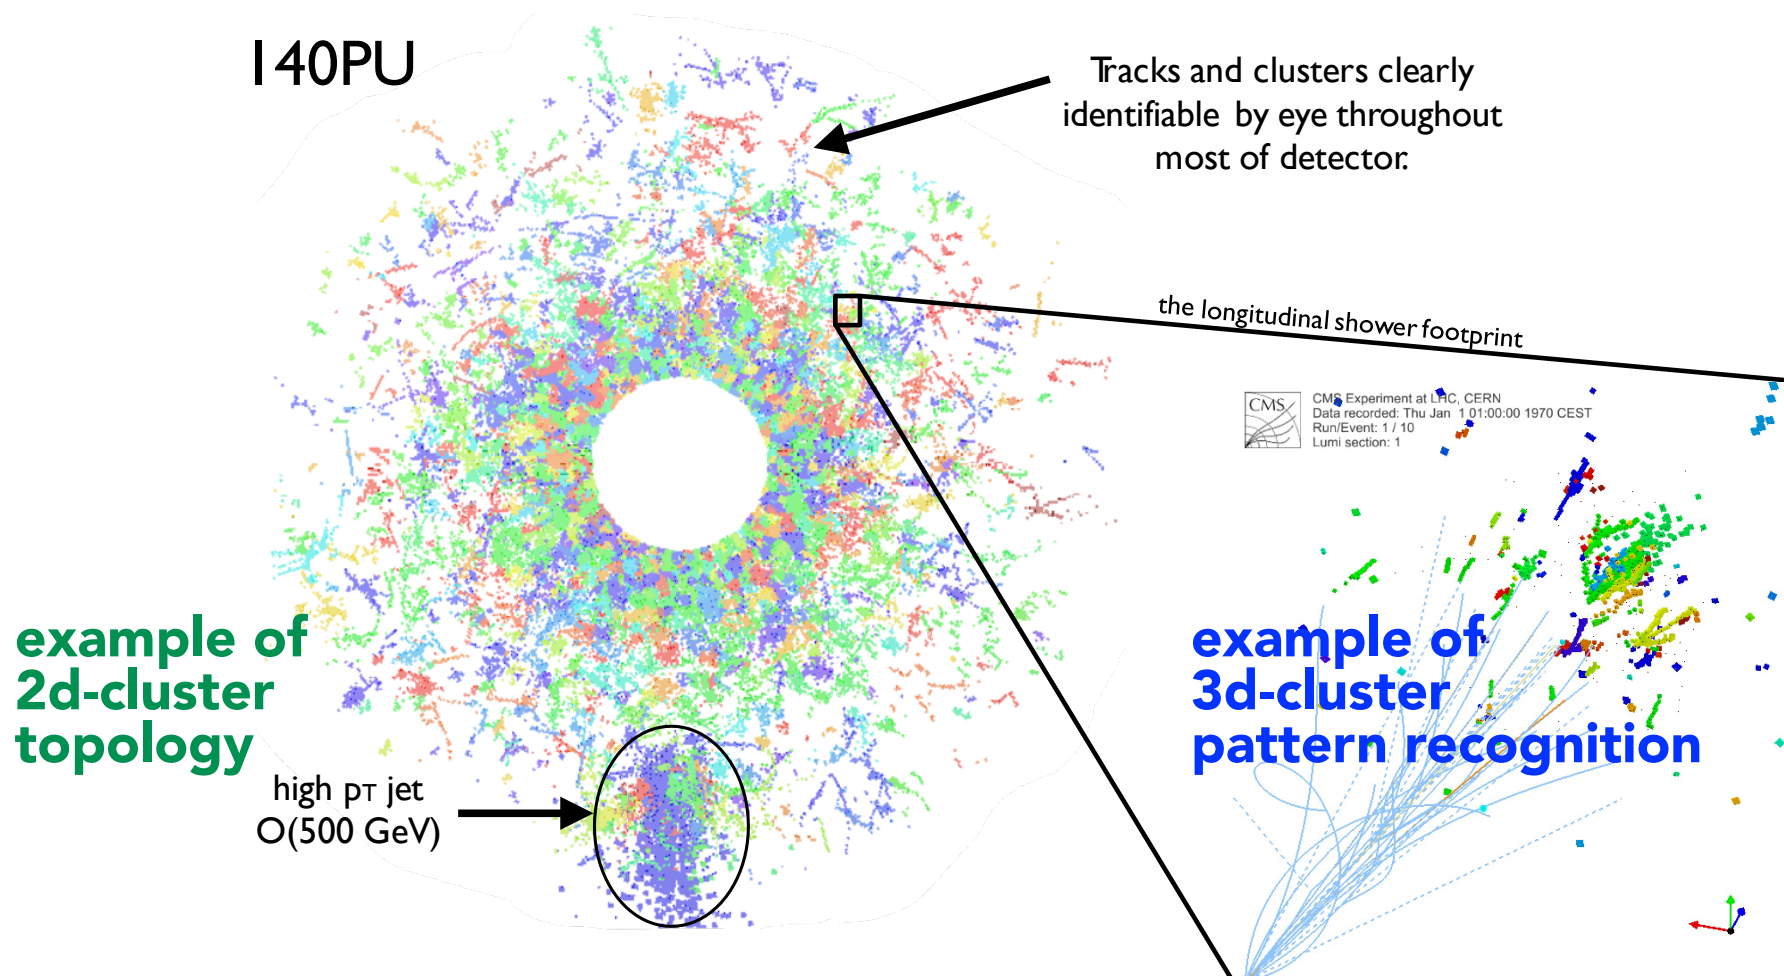 140PU
Tracks and clusters clearly
identifiable by eye throughout
most of detector.
the longitudinal shower footprint
CMS
CMS Experiment at LHC, CERN
Data recorded: Thu Jan 1 01:00:00 1970 CEST
Run/Event: 1 / 10
Lumi section: 1
example of
2d-cluster
topology
example of
3d-cluster
pattern recognition
high pT jet
O(500 GeV)